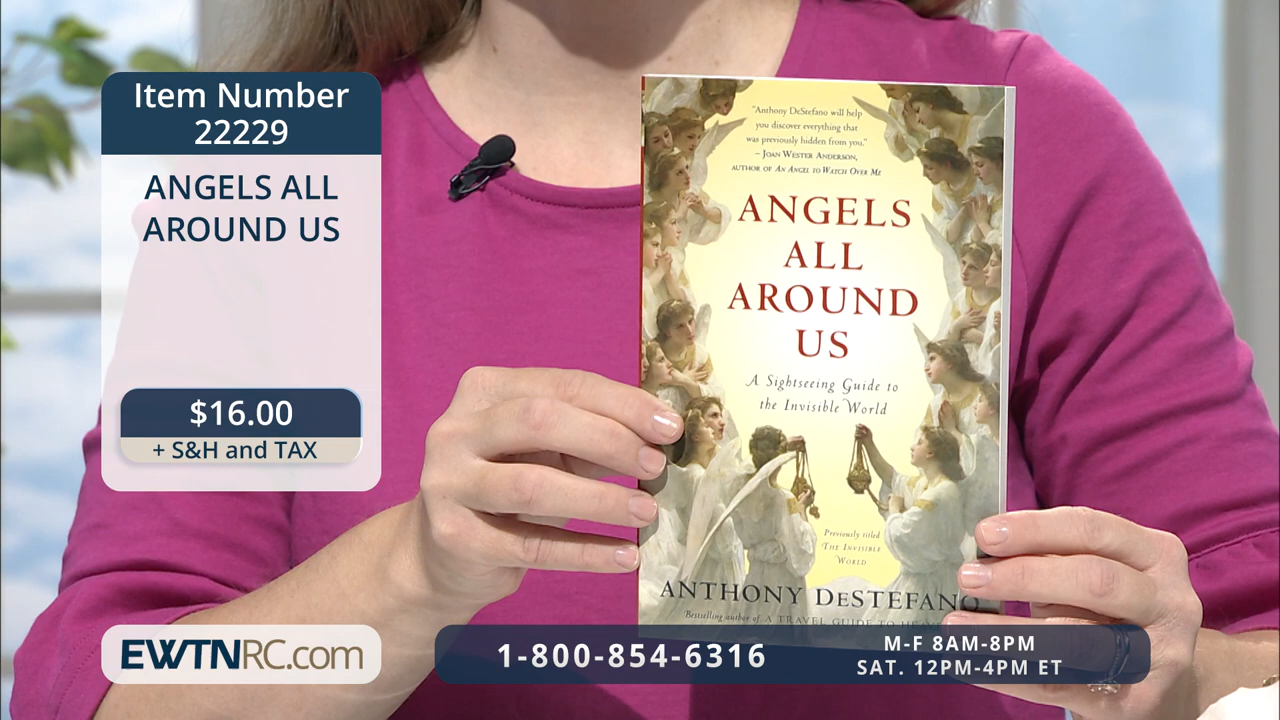 Item Number
22229
ANGELS ALL
AROUND US
$16.00
+ S&H and TAX
"Anthony DeStefano will help
you discover everything that
was previously hidden from you."
– Joan Wester Anderson,
author of An Angel to Watch Over Me
ANGELS
ALL
AROUND
US
A Sightseeing Guide to
the Invisible World
Previously titled
The Invisible
World
ANTHONY DeSTEFANO
Bestselling author of A TRAVEL GUIDE TO
EWTNRC.com
1-800-854-6316
M-F 8AM-8PM
SAT. 12PM-4PM ET